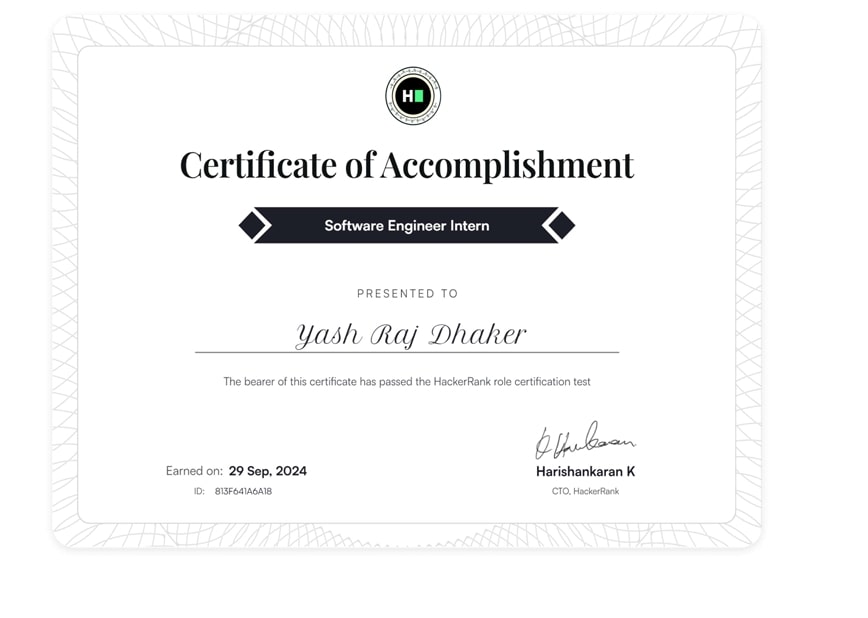 H
Certificate of Accomplishment
Software Engineer Intern
PRESENTED TO
Yash Raj Dhaker
The bearer of this certificate has passed the HackerRank role certification test
Earned on: 29 Sep, 2024
ID: 813F641A6A18
Harishankaran K
CTO, HackerRank